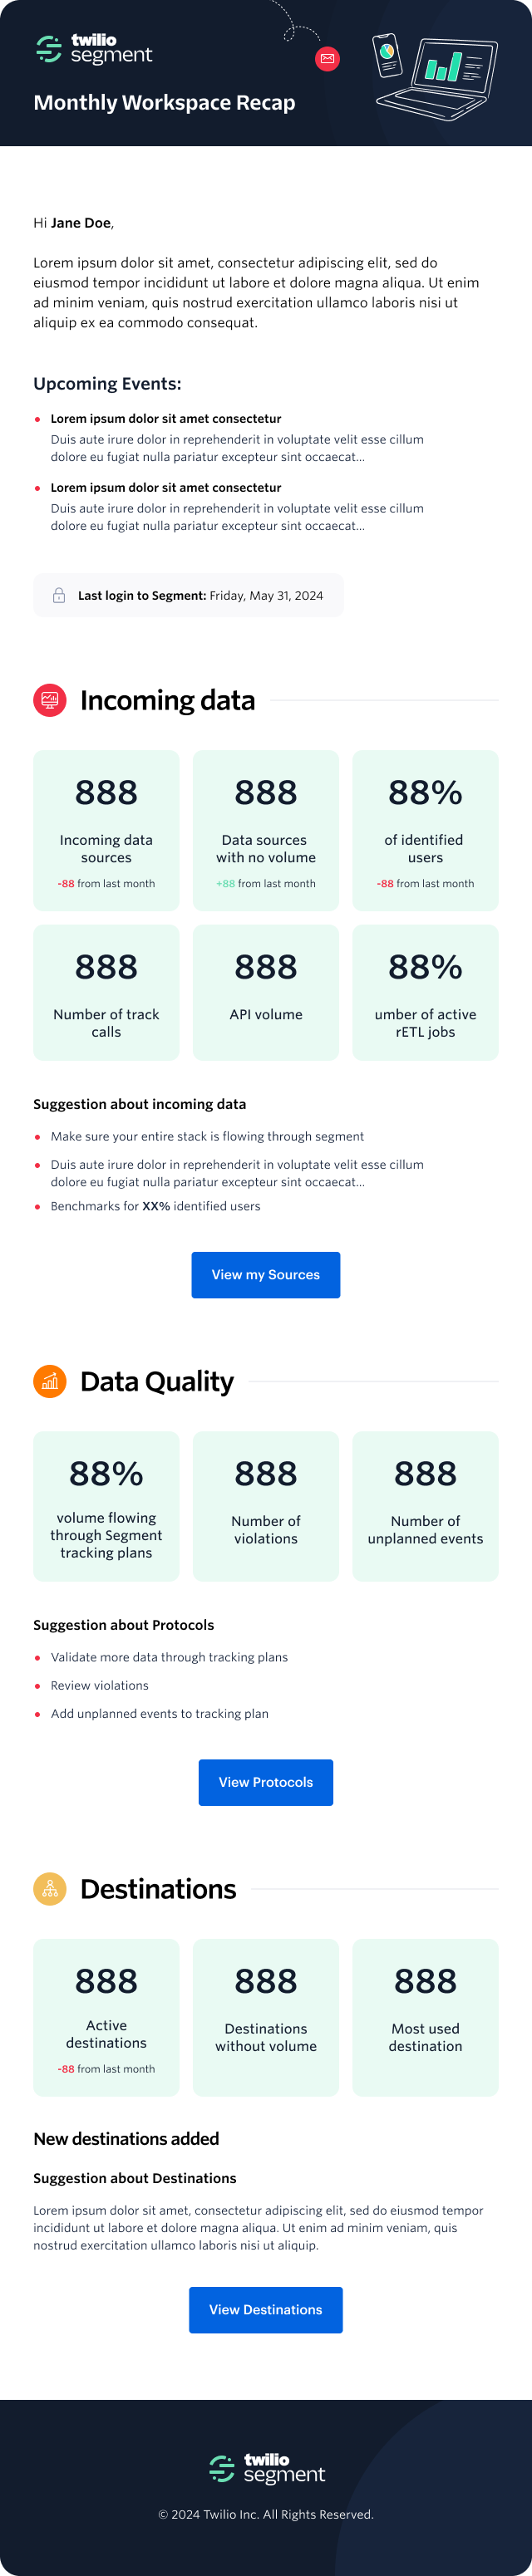 twilio
segment
Monthly Workspace Recap
Hi Jane Doe,
Lorem ipsum dolor sit amet, consectetur adipiscing elit, sed do
eiusmod tempor incididunt ut labore et dolore magna aliqua. Ut enim
ad minim veniam, quis nostrud exercitation ullamco laboris nisi ut
aliquip ex ea commodo consequat.
Upcoming Events:
Lorem ipsum dolor sit amet consectetur
Duis aute irure dolor in reprehenderit in voluptate velit esse cillum
dolore eu fugiat nulla pariatur excepteur sint occaecat...
Lorem ipsum dolor sit amet consectetur
Duis aute irure dolor in reprehenderit in voluptate velit esse cillum
dolore eu fugiat nulla pariatur excepteur sint occaecat...
Last login to Segment: Friday, May 31, 2024
Incoming data
888
Incoming data
sources
-88 from last month
888
Data sources
with no volume
+88 from last month
88%
of identified
users
-88 from last month
888
Number of track
calls
888
API volume
88%
umber of active
rETL jobs
Suggestion about incoming data
Make sure your entire stack is flowing through segment
Duis aute irure dolor in reprehenderit in voluptate velit esse cillum
dolore eu fugiat nulla pariatur excepteur sint occaecat...
Benchmarks for XX% identified users
View my Sources
Data Quality
88%
volume flowing
through Segment
tracking plans
888
Number of
violations
888
Number of
unplanned events
Suggestion about Protocols
Validate more data through tracking plans
Review violations
Add unplanned events to tracking plan
View Protocols
Destinations
888
Active
destinations
-88 from last month
888
Destinations
without volume
888
Most used
destination
New destinations added
Suggestion about Destinations
Lorem ipsum dolor sit amet, consectetur adipiscing elit, sed do eiusmod tempor
incididunt ut labore et dolore magna aliqua. Ut enim ad minim veniam, quis
nostrud exercitation ullamco laboris nisi ut aliquip.
View Destinations
twilio
segment
© 2024 Twilio Inc. All Rights Reserved.